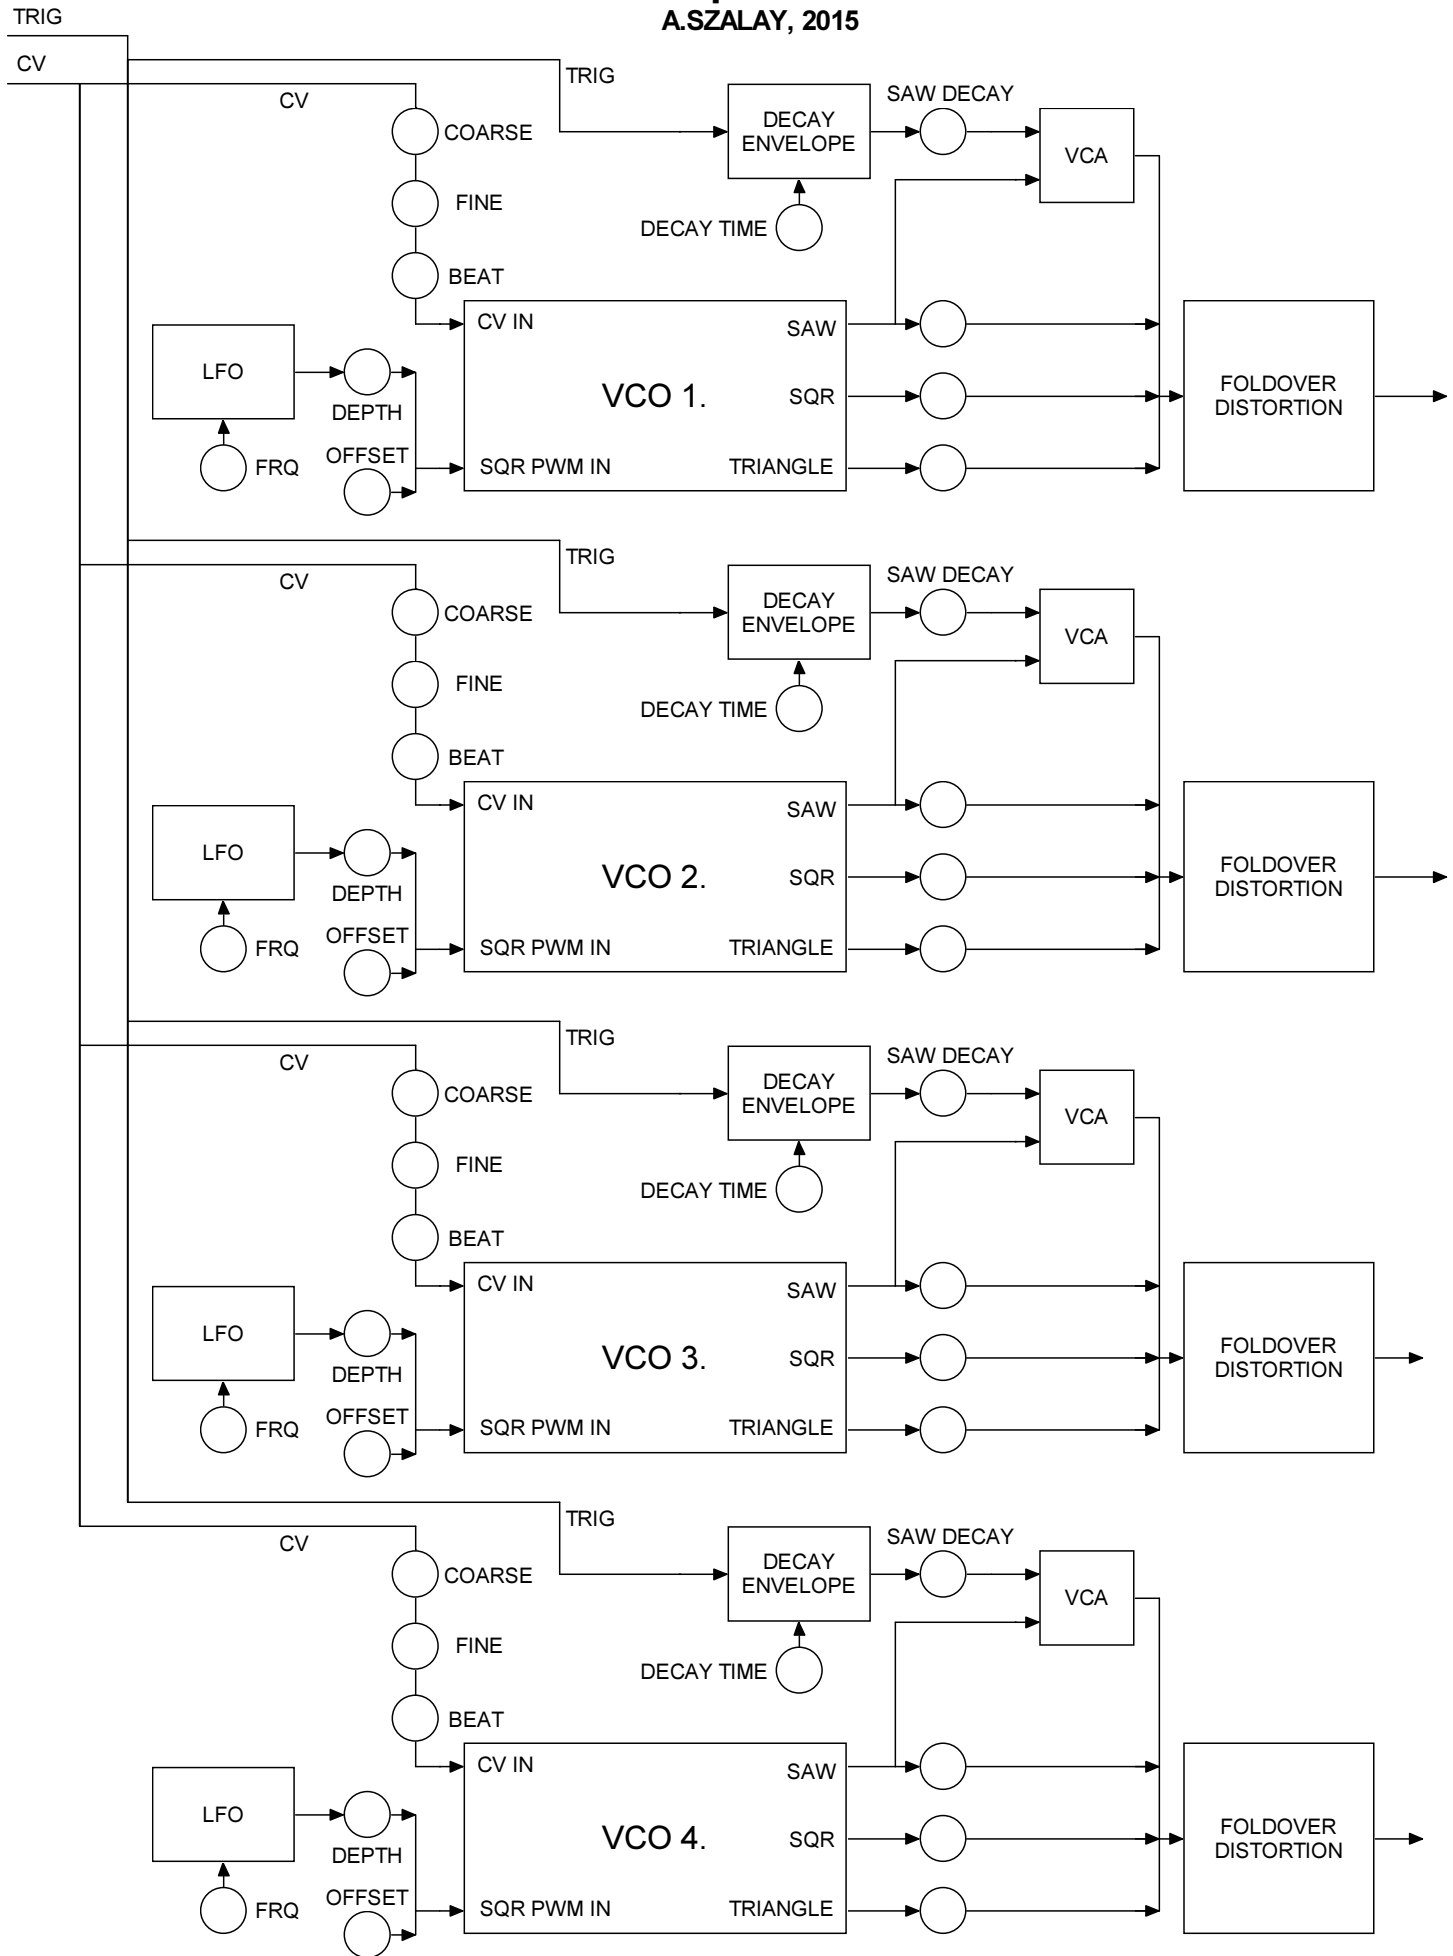 A.SZALAY, 2015
TRIG
CV
CV
TRIG
COARSE
FINE
BEAT
DECAY
ENVELOPE
SAW DECAY
VCA
DECAY TIME
LFO
DEPTH
OFFSET
FRQ
CV IN
SAW
VCO 1.
SQR
SQR PWM IN
TRIANGLE
FOLDOVER
DISTORTION
CV
TRIG
COARSE
FINE
BEAT
DECAY
ENVELOPE
SAW DECAY
VCA
DECAY TIME
LFO
DEPTH
OFFSET
FRQ
CV IN
SAW
VCO 2.
SQR
SQR PWM IN
TRIANGLE
FOLDOVER
DISTORTION
CV
TRIG
COARSE
FINE
BEAT
DECAY
ENVELOPE
SAW DECAY
VCA
DECAY TIME
LFO
DEPTH
OFFSET
FRQ
CV IN
SAW
VCO 3.
SQR
SQR PWM IN
TRIANGLE
FOLDOVER
DISTORTION
CV
TRIG
COARSE
FINE
BEAT
DECAY
ENVELOPE
SAW DECAY
VCA
DECAY TIME
LFO
DEPTH
OFFSET
FRQ
CV IN
SAW
VCO 4.
SQR
SQR PWM IN
TRIANGLE
FOLDOVER
DISTORTION